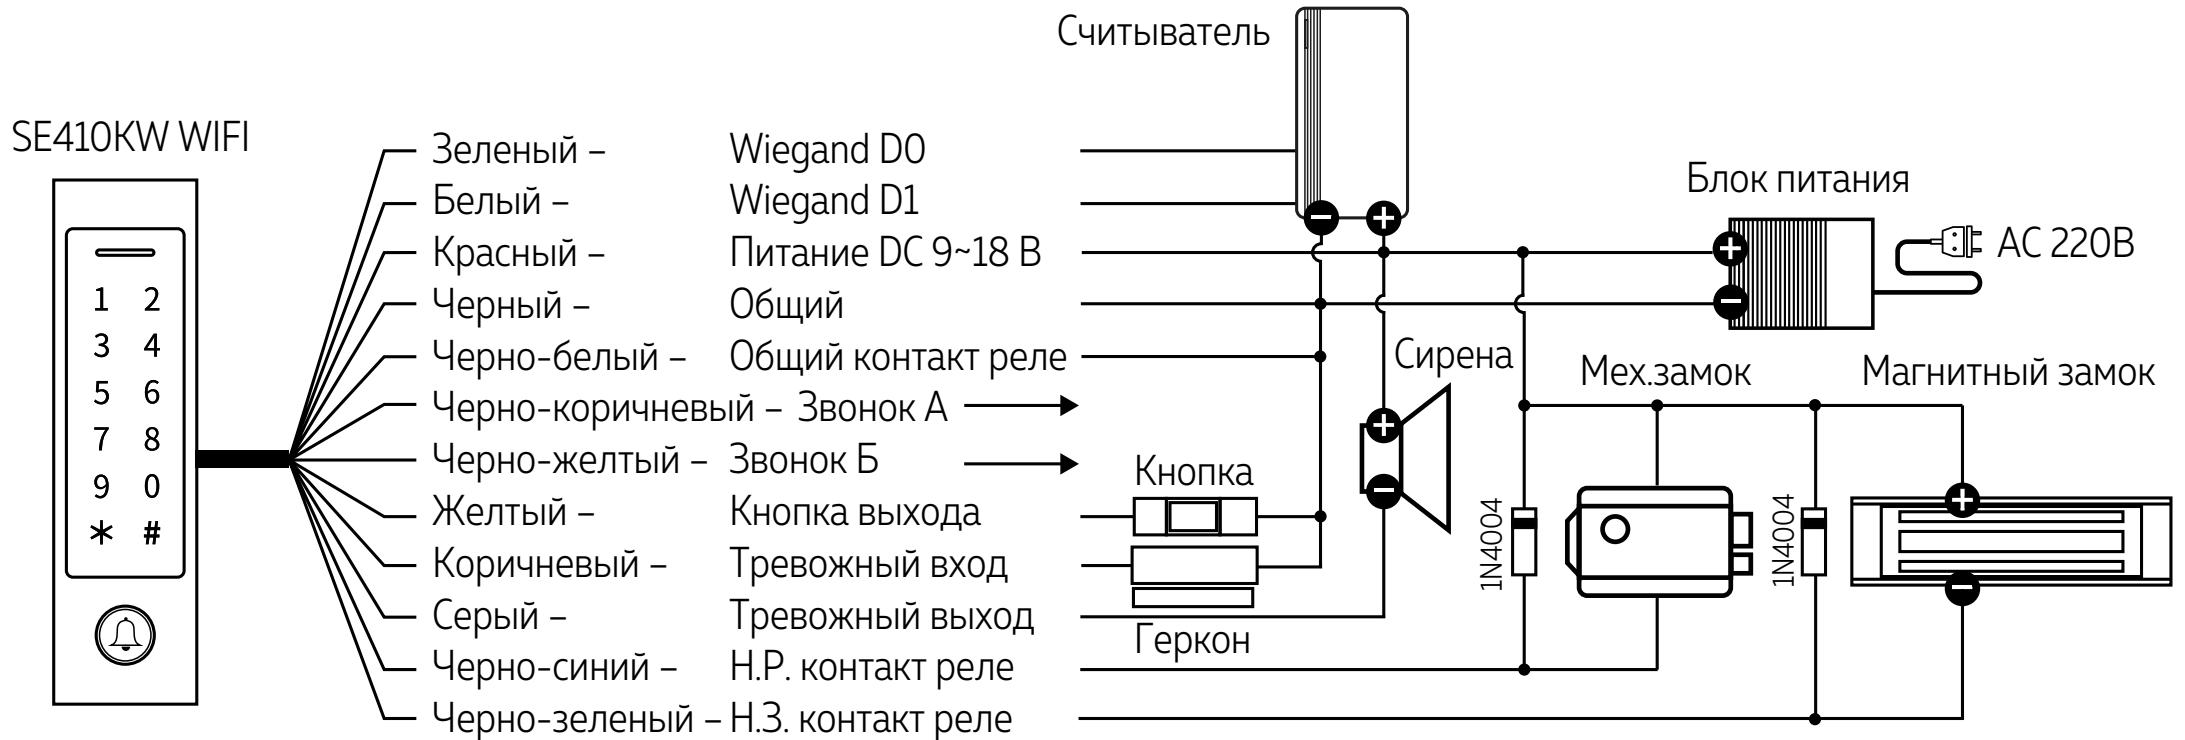 Считыватель
SE410KW WIFI
Зеленый – Wiegand D0
Белый – Wiegand D1
Красный – Питание DC 9~18 В
Черный – Общий
Черно-белый – Общий контакт реле
Черно-коричневый – Звонок А
Черно-желтый – Звонок Б
Желтый – Кнопка выхода
Коричневый – Тревожный вход
Серый – Тревожный выход
Черно-синий – Н.Р. контакт реле
Черно-зеленый – Н.З. контакт реле
1 2
3 4
5 6
7 8
9 0
* #
Блок питания
AC 220В
Сирена
Мех.замок
Магнитный замок
Кнопка
Геркон
1N4004
1N4004